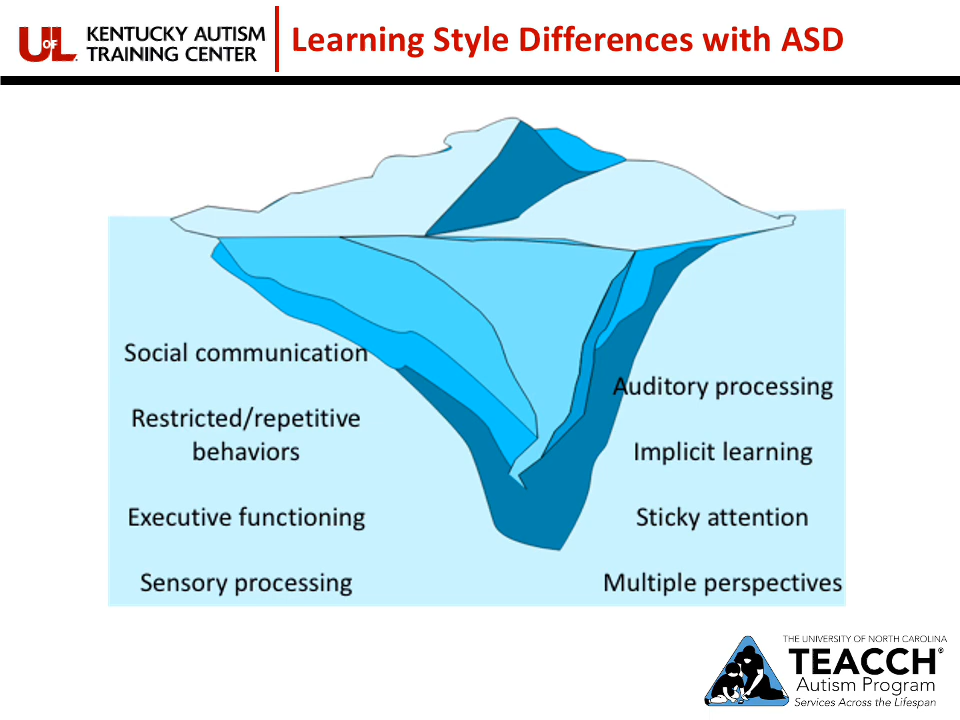 UofL
KENTUCKY AUTISM
TRAINING CENTER
Learning Style Differences with ASD
Social communication
Restricted/repetitive
behaviors
Executive functioning
Sensory processing
Auditory processing
Implicit learning
Sticky attention
Multiple perspectives
THE UNIVERSITY OF NORTH CAROLINA
TEACCH®
Autism Program
Services Across the Lifespan